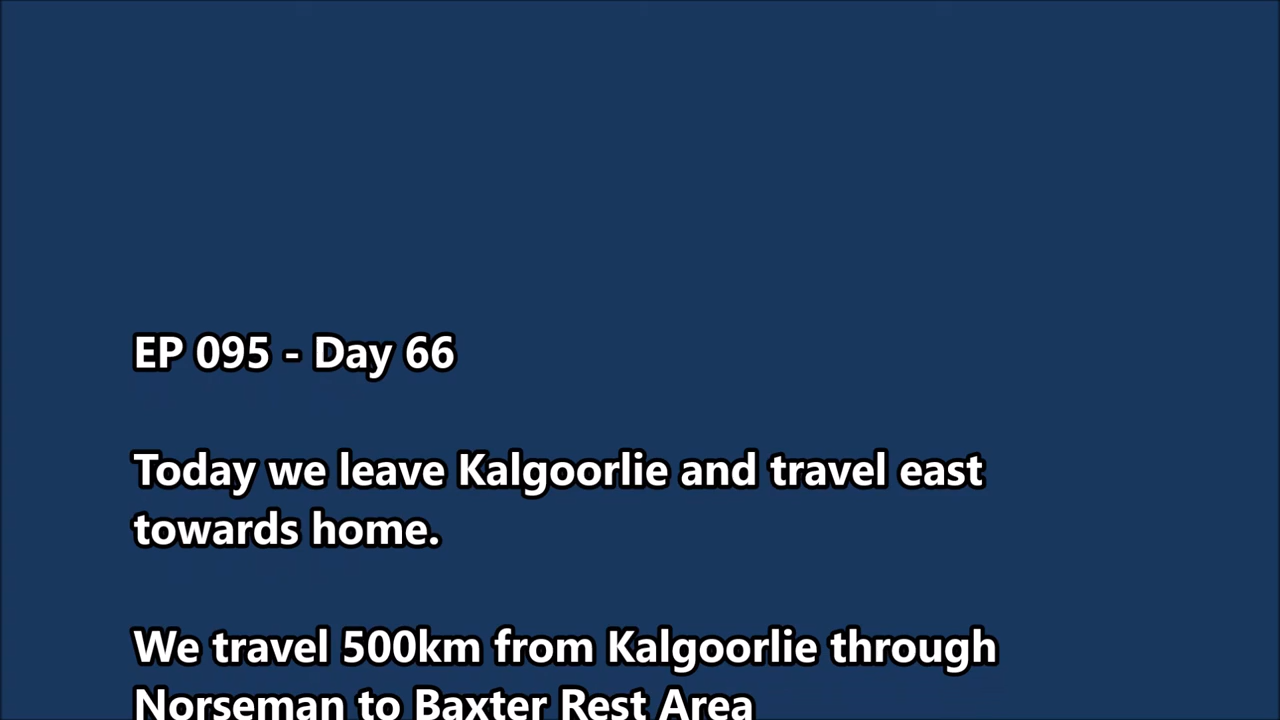 EP 095 - Day 66
Today we leave Kalgoorlie and travel east
towards home.
We travel 500km from Kalgoorlie through
Norseman to Baxter Rest Area